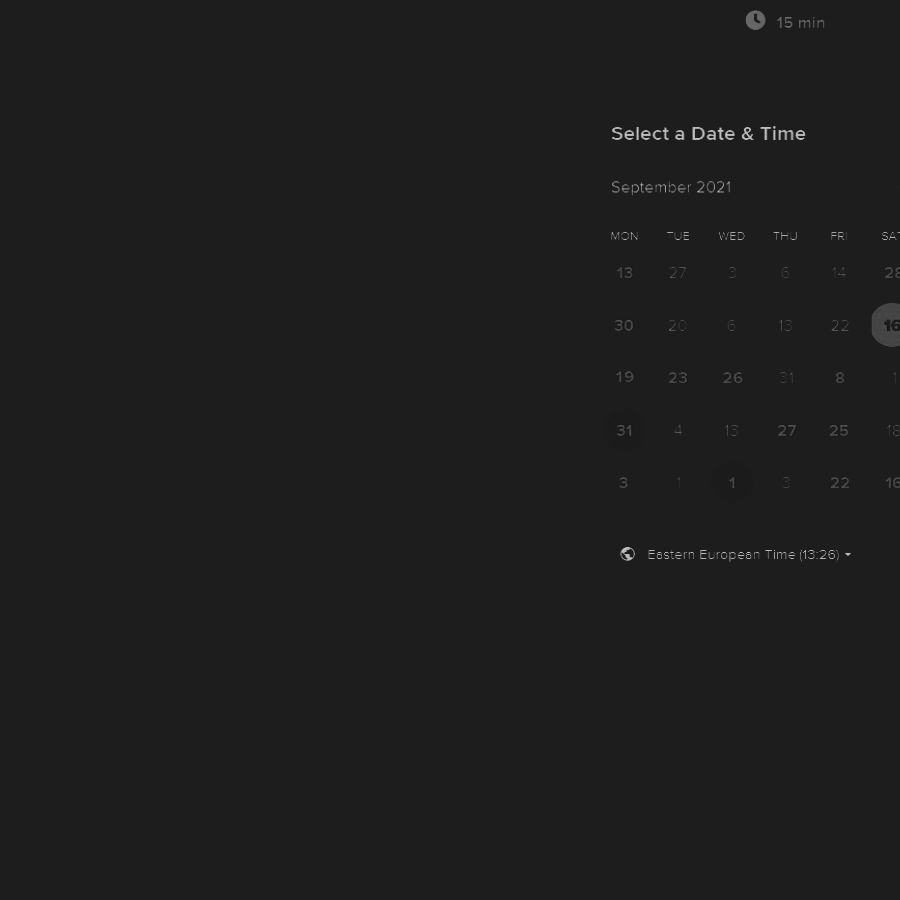 15 min
Select a Date & Time
September 2021
MON TUE WED THU FRI SAT
13 27 3 6 14 28
30 20 6 13 22 16
19 23 26 31 8
31 4 13 27 25 18
3 1 1 3 22 16
Eastern European Time (13:26)